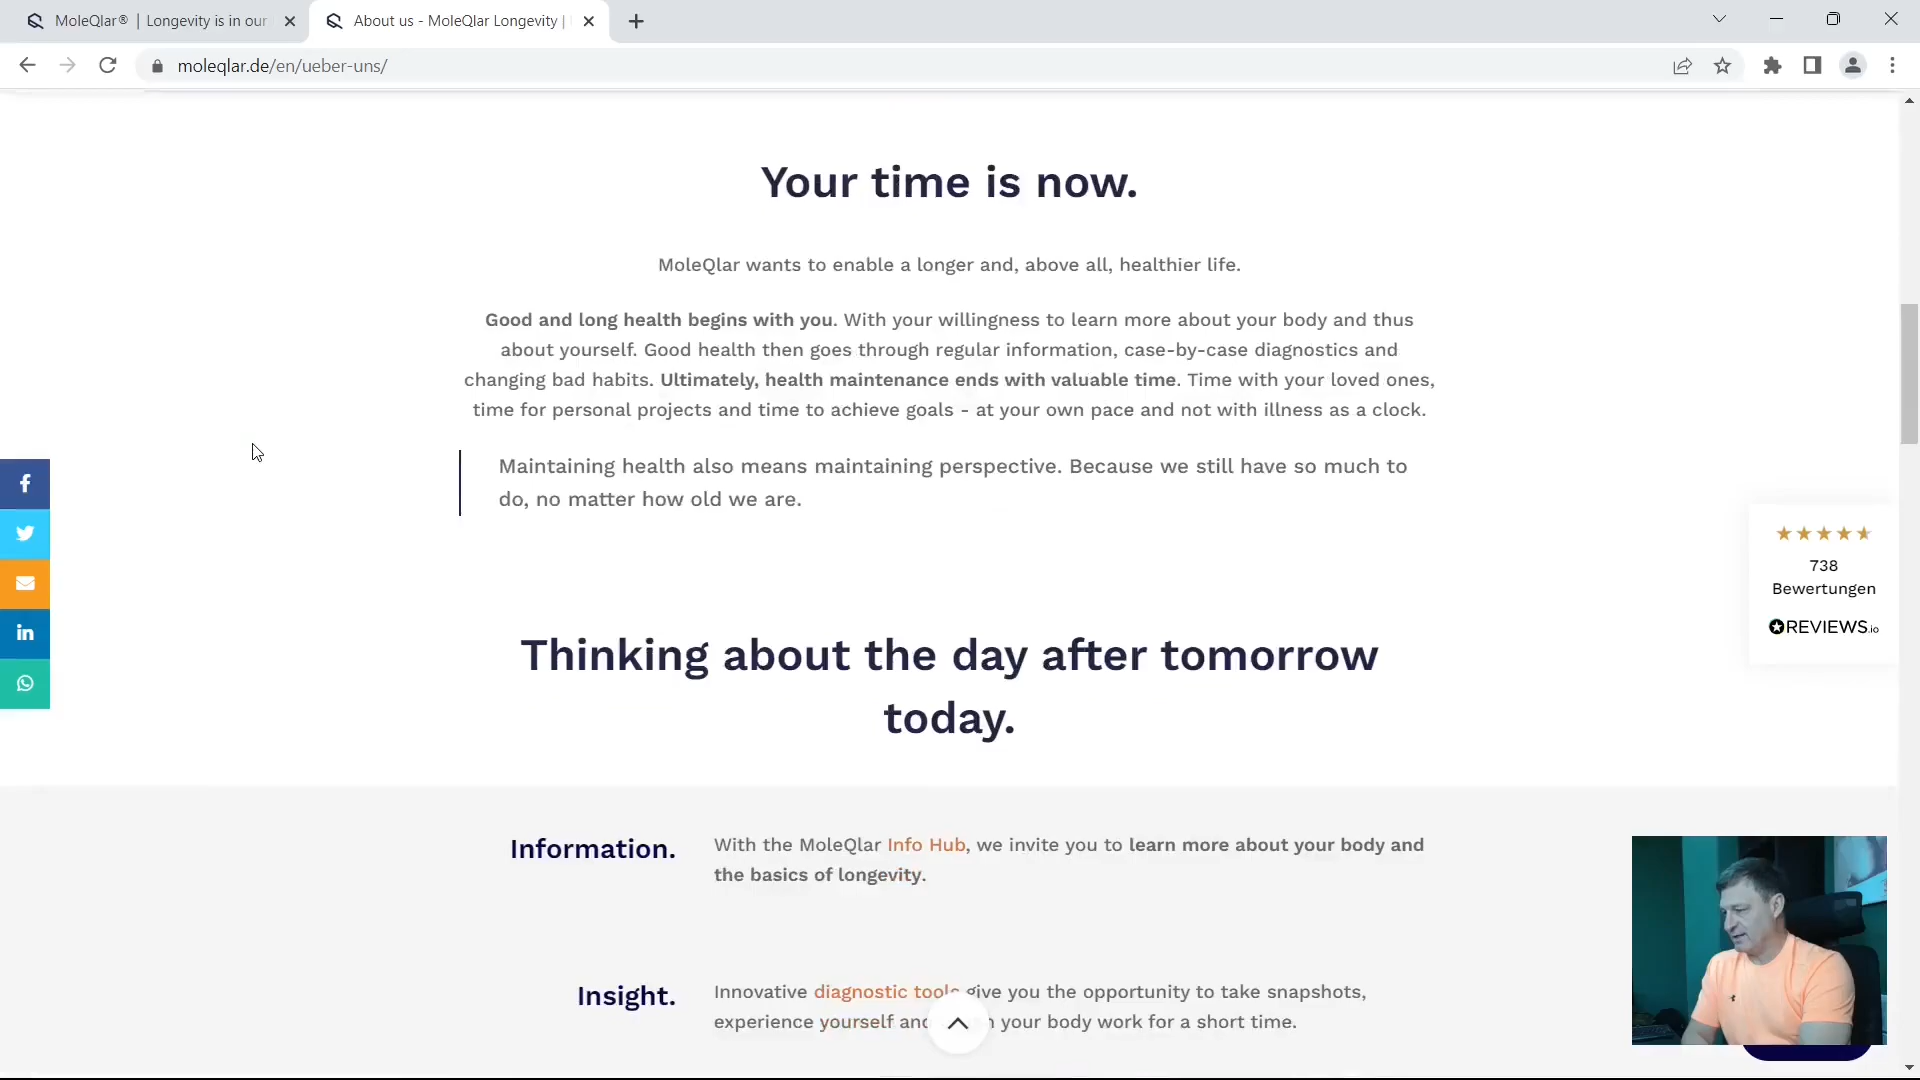 MoleQlar® | Longevity is in our
About us - MoleQlar Longevity |
moleqlar.de/en/ueber-uns/
Your time is now.
MoleQlar wants to enable a longer and, above all, healthier life.
Good and long health begins with you. With your willingness to learn more about your body and thus
about yourself. Good health then goes through regular information, case-by-case diagnostics and
changing bad habits. Ultimately, health maintenance ends with valuable time. Time with your loved ones,
time for personal projects and time to achieve goals - at your own pace and not with illness as a clock.
Maintaining health also means maintaining perspective. Because we still have so much to
do, no matter how old we are.
738
Bewertungen
REVIEWS.io
Thinking about the day after tomorrow
today.
Information.
With the MoleQlar Info Hub, we invite you to learn more about your body and
the basics of longevity.
Insight.
Innovative diagnostic tools give you the opportunity to take snapshots,
experience yourself and your body work for a short time.